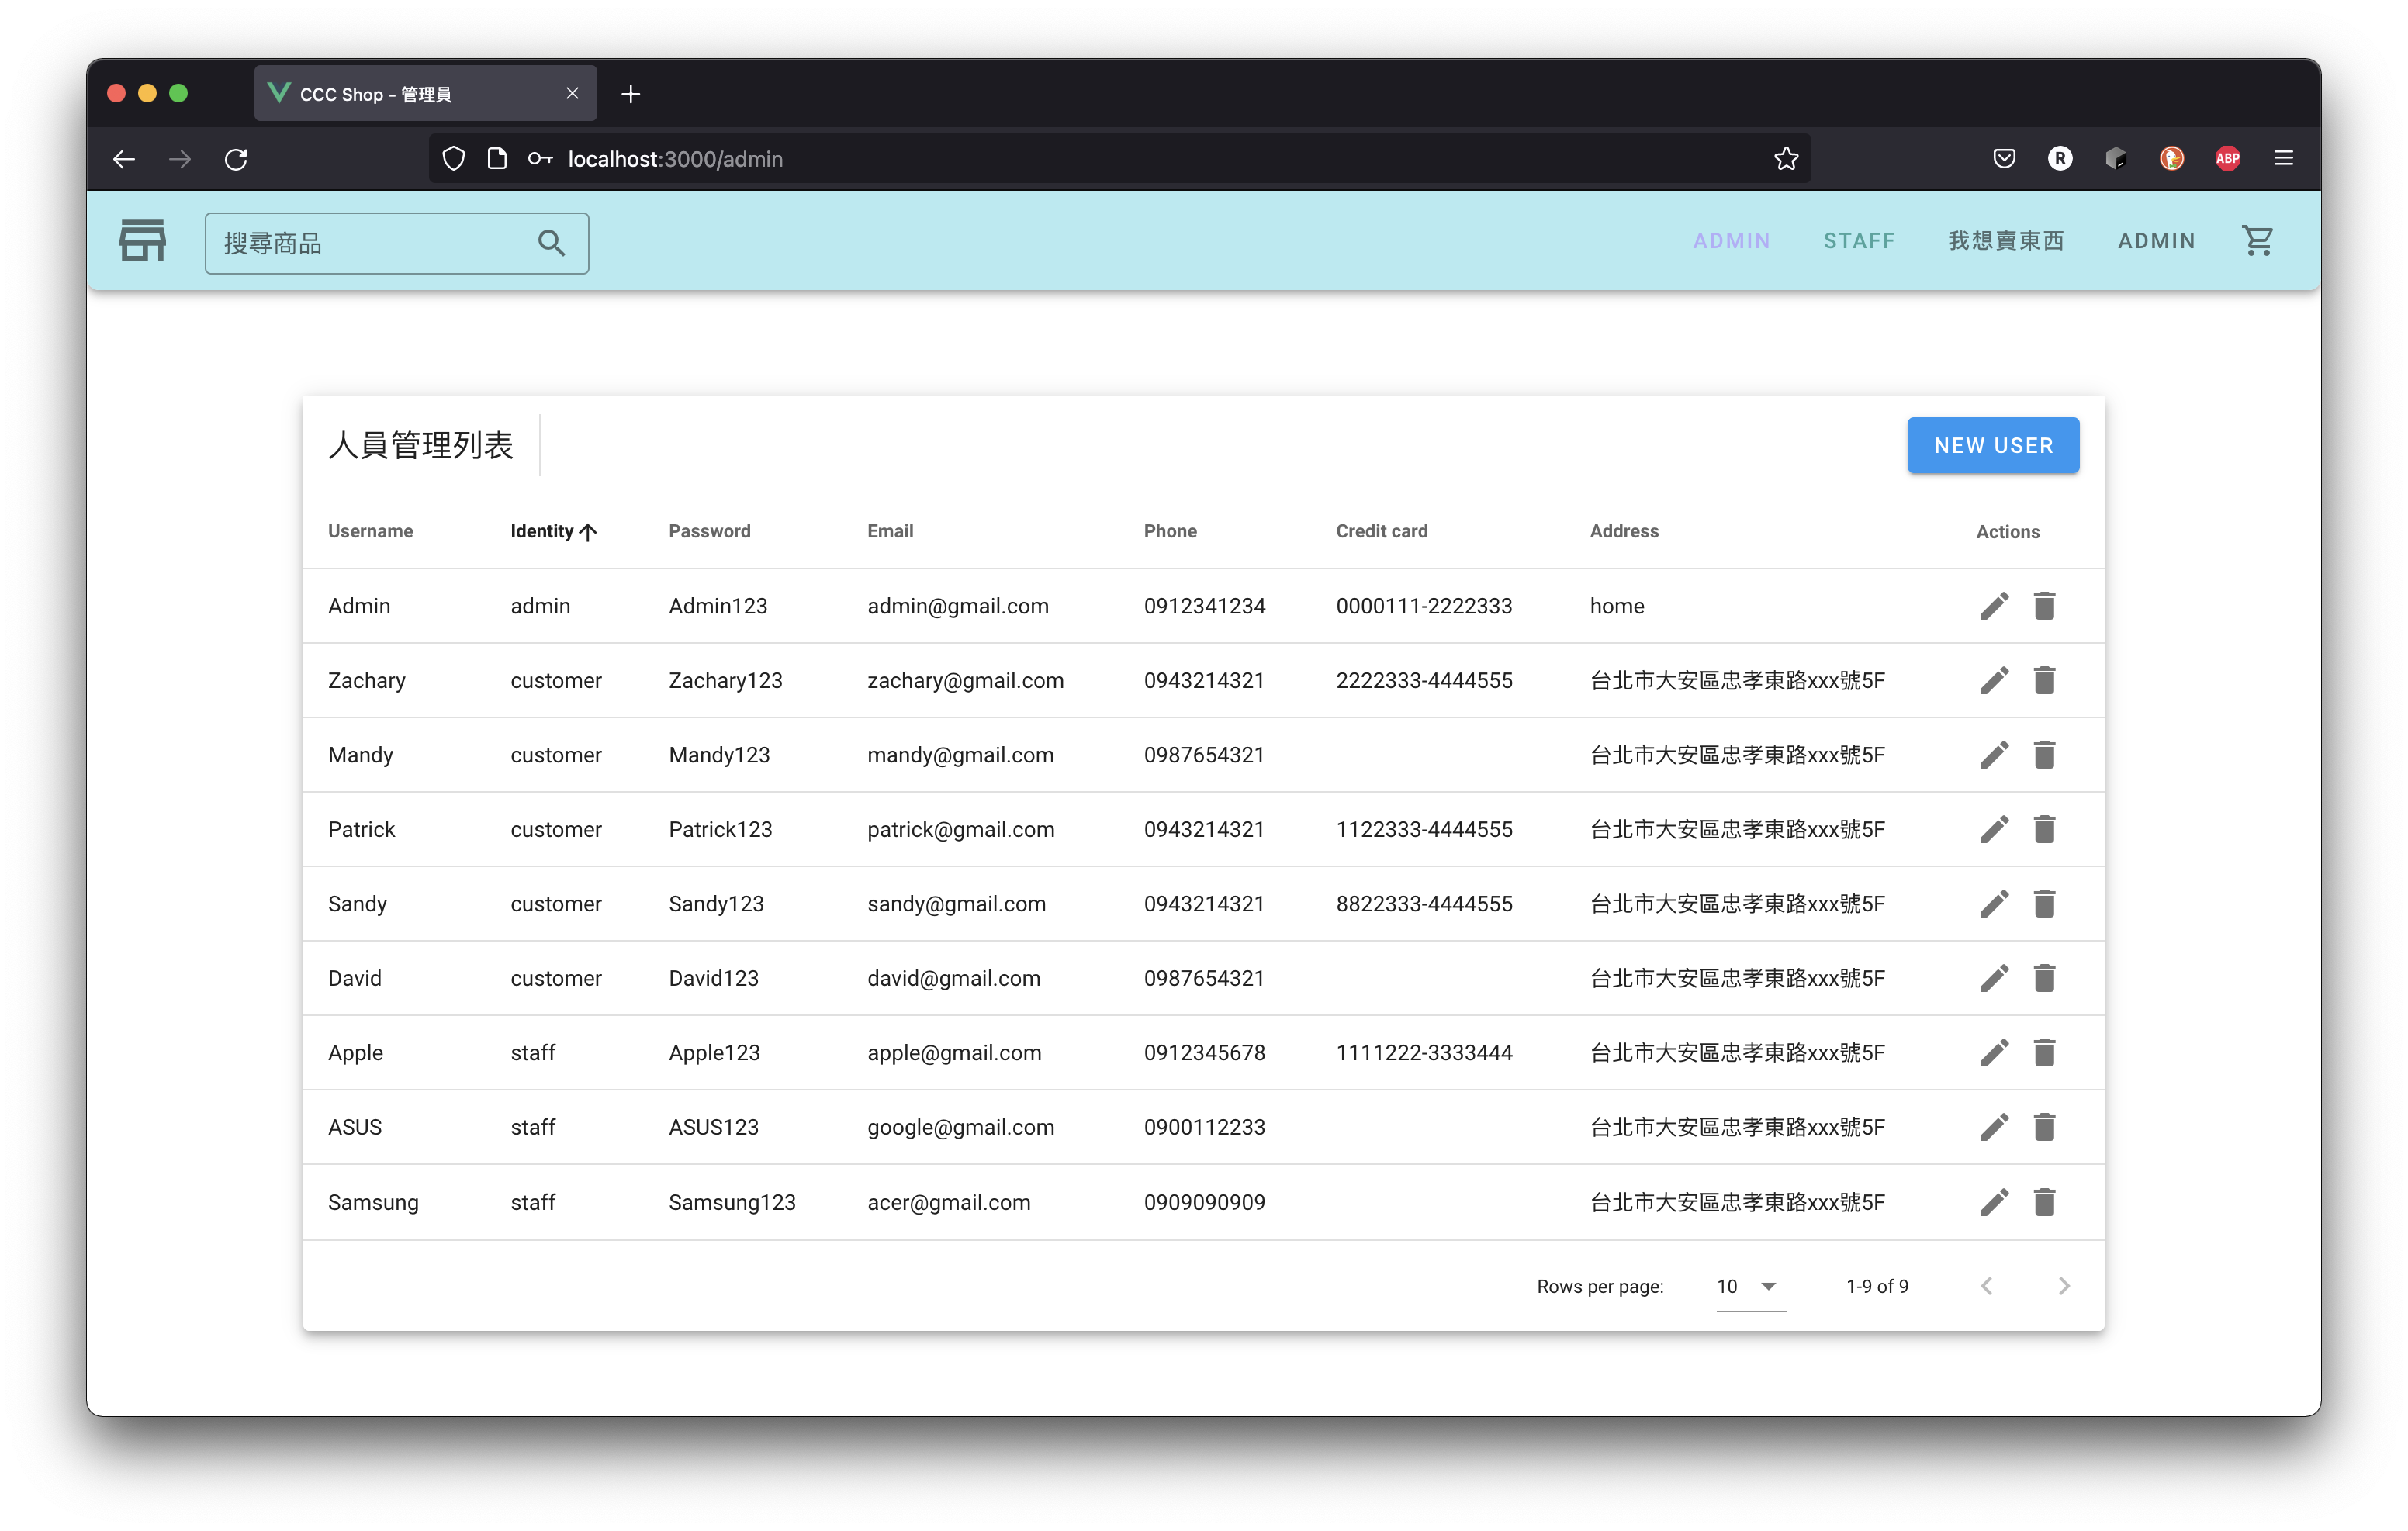 CCC Shop - 管理員
localhost:3000/admin
R
ABP
搜尋商品
ADMIN STAFF 我想賣東西 ADMIN
人員管理列表
NEW USER
Username Identity Password Email Phone Credit card Address Actions
Admin admin Admin123 admin@gmail.com 0912341234 0000111-2222333 home
Zachary customer Zachary123 zachary@gmail.com 0943214321 2222333-4444555 台北市大安區忠孝東路xxx號5F
Mandy customer Mandy123 mandy@gmail.com 0987654321 台北市大安區忠孝東路xxx號5F
Patrick customer Patrick123 patrick@gmail.com 0943214321 1122333-4444555 台北市大安區忠孝東路xxx號5F
Sandy customer Sandy123 sandy@gmail.com 0943214321 8822333-4444555 台北市大安區忠孝東路xxx號5F
David customer David123 david@gmail.com 0987654321 台北市大安區忠孝東路xxx號5F
Apple staff Apple123 apple@gmail.com 0912345678 1111222-3333444 台北市大安區忠孝東路xxx號5F
ASUS staff ASUS123 google@gmail.com 0900112233 台北市大安區忠孝東路xxx號5F
Samsung staff Samsung123 acer@gmail.com 0909090909 台北市大安區忠孝東路xxx號5F
Rows per page: 10 1-9 of 9